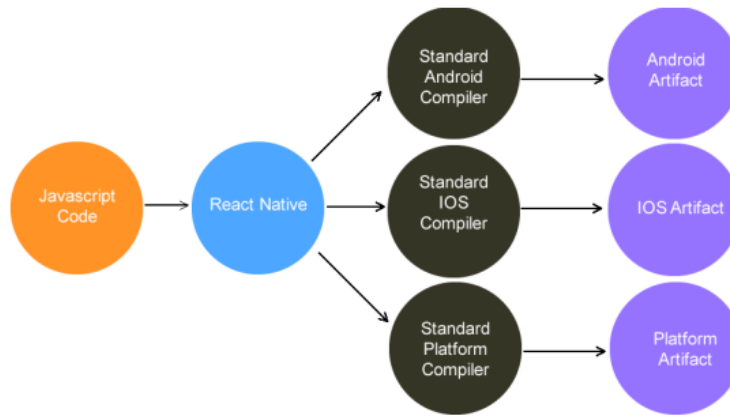 Standard
Android
Compiler
Android
Artifact
Javascript
Code
React Native
Standard
IOS
Compiler
IOS Artifact
Standard
Platform
Compiler
Platform
Artifact